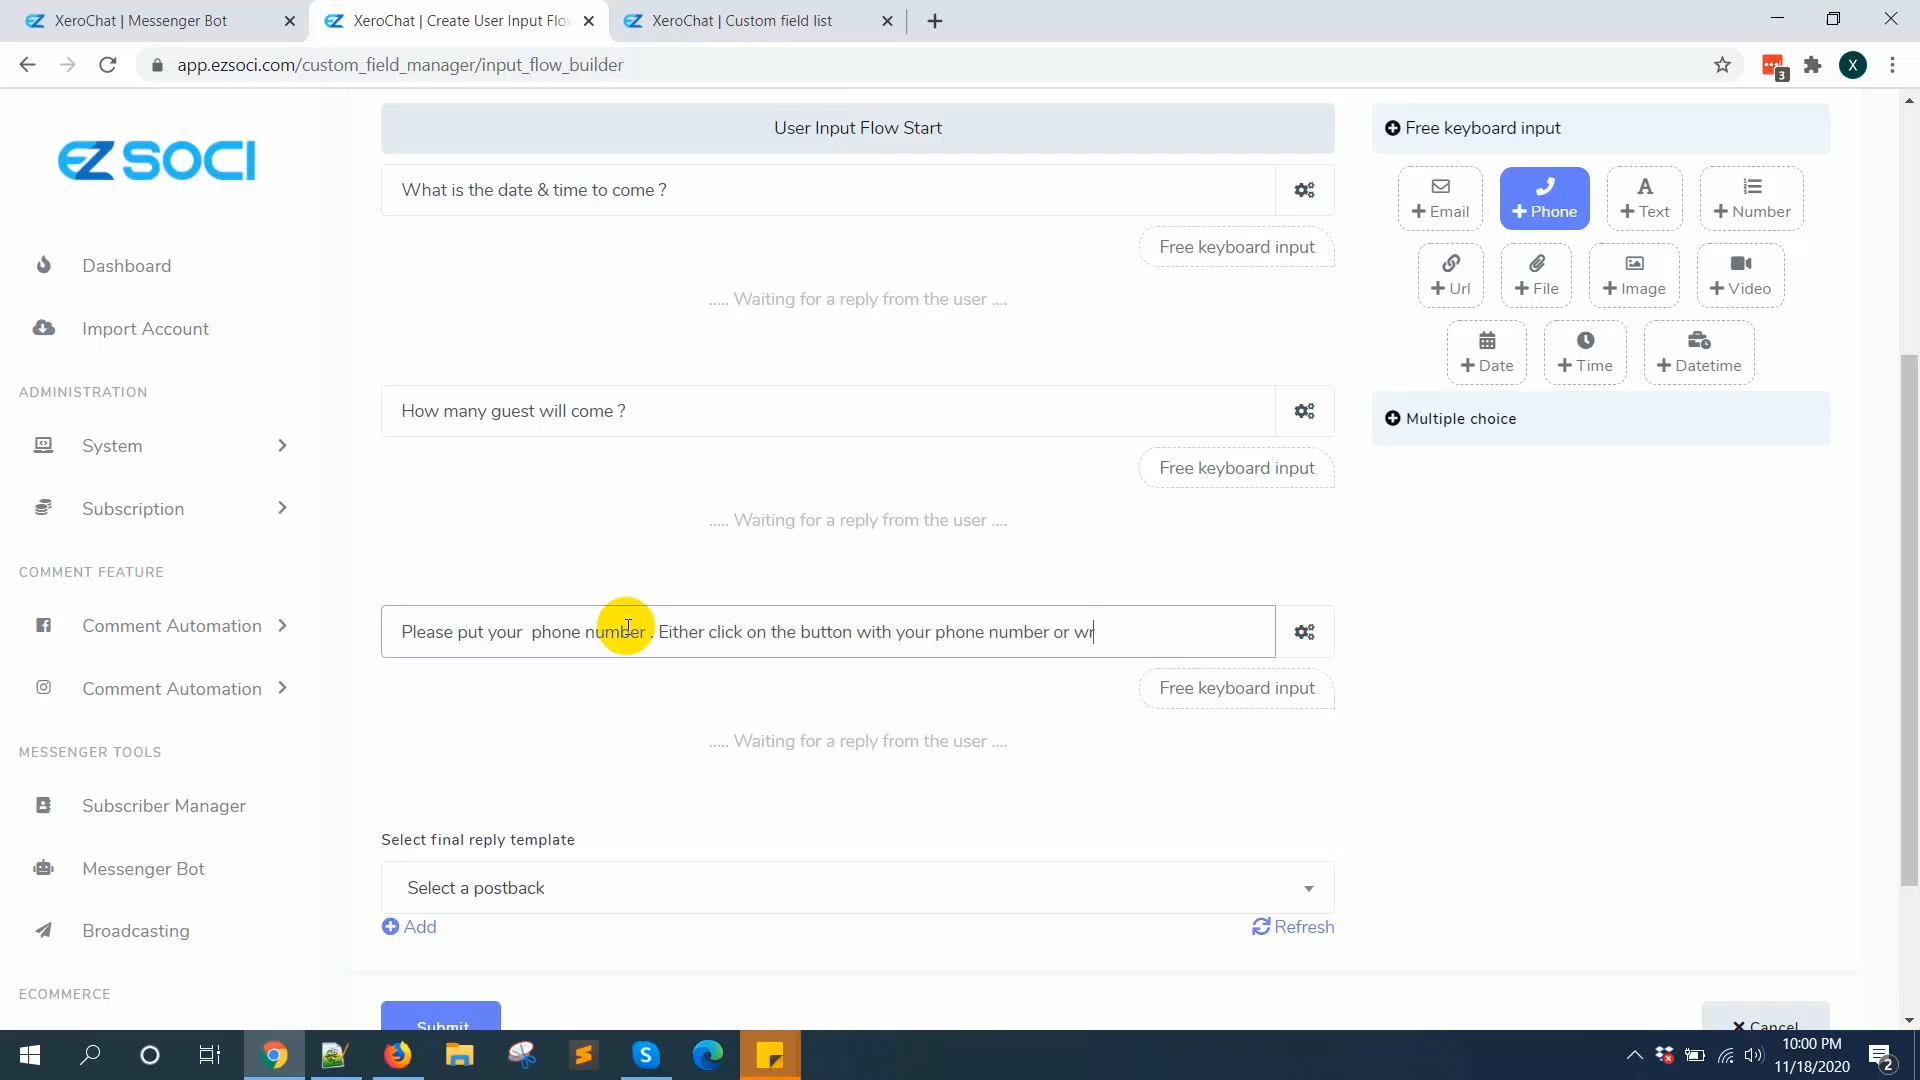 XeroChat | Messenger Bot
XeroChat | Create User Input Flo
XeroChat | Custom field list
app.ezsoci.com/custom_field_manager/input_flow_builder
3
X
EZ SOCI
Dashboard
Import Account
ADMINISTRATION
System
Subscription
COMMENT FEATURE
Comment Automation
Comment Automation
MESSENGER TOOLS
Subscriber Manager
Messenger Bot
Broadcasting
ECOMMERCE
User Input Flow Start
What is the date & time to come ?
Free keyboard input
..... Waiting for a reply from the user ....
How many guest will come ?
Free keyboard input
..... Waiting for a reply from the user ....
Please put your  phone number . Either click on the button with your phone number or wr
Free keyboard input
..... Waiting for a reply from the user ....
Select final reply template
Select a postback
Add
Refresh
Submit
Cancel
Free keyboard input
Email
Phone
Text
Number
Url
File
Image
Video
Date
Time
Datetime
Multiple choice
10:00 PM
11/18/2020
2